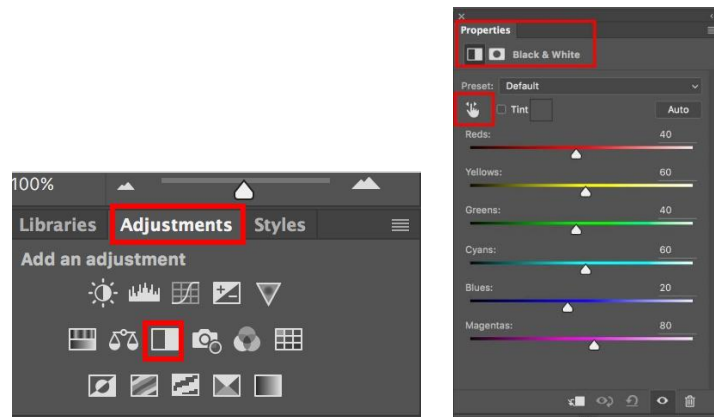 100%
Libraries Adjustments Styles
Add an adjustment
Properties
Black & White
Preset: Default
Tint Auto
Reds: 40
Yellows: 60
Greens: 40
Cyans: 60
Blues: 20
Magentas: 80